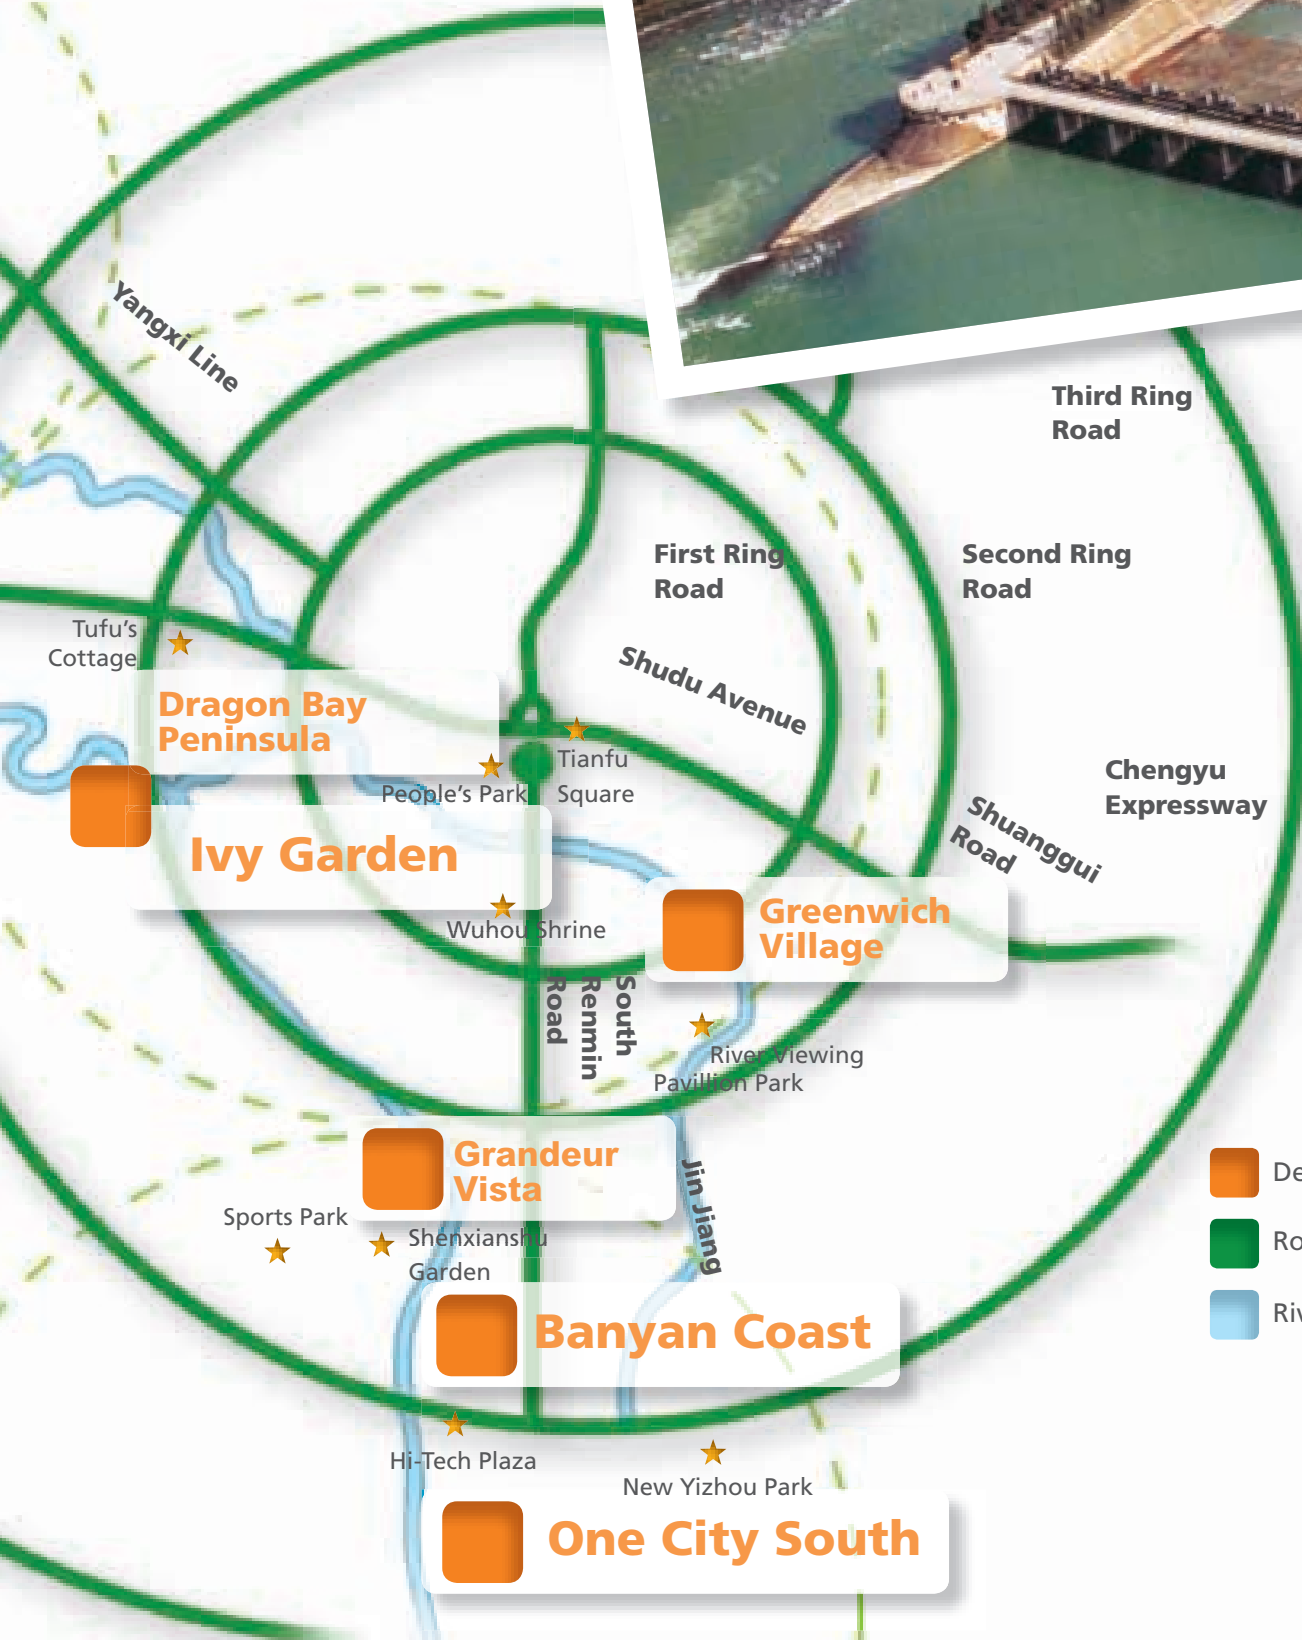 Yangxi Line
Third Ring
Road
First Ring
Road
Second Ring
Road
Tufu's
Cottage
Shudu Avenue
Dragon Bay
Peninsula
Tianfu
Square
People's Park
Chengyu
Expressway
Shuanggui
Road
Ivy Garden
Greenwich
Village
Wuhou Shrine
South
Renmin
Road
River Viewing
Pavillion Park
Grandeur
Vista
Jin Jiang
Sports Park
Shenxianshu
Garden
Banyan Coast
Hi-Tech Plaza
New Yizhou Park
One City South